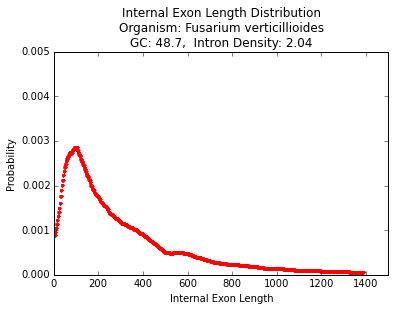 Internal Exon Length Distribution
Organism: Fusarium verticillioides
GC: 48.7,  Intron Density: 2.04
0.005
0.004
0.003
0.002
0.001
0.000
Probability
0 200 400 600 800 1000 1200 1400
Internal Exon Length